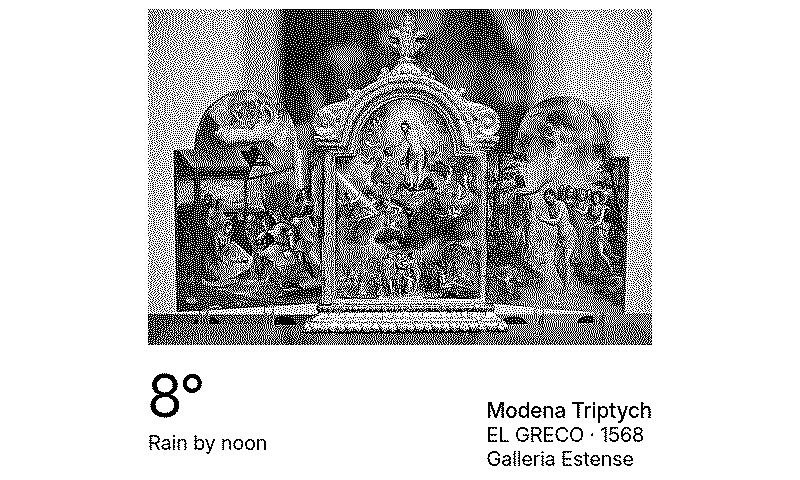 8°
Rain by noon
Modena Triptych
EL GRECO · 1568
Galleria Estense